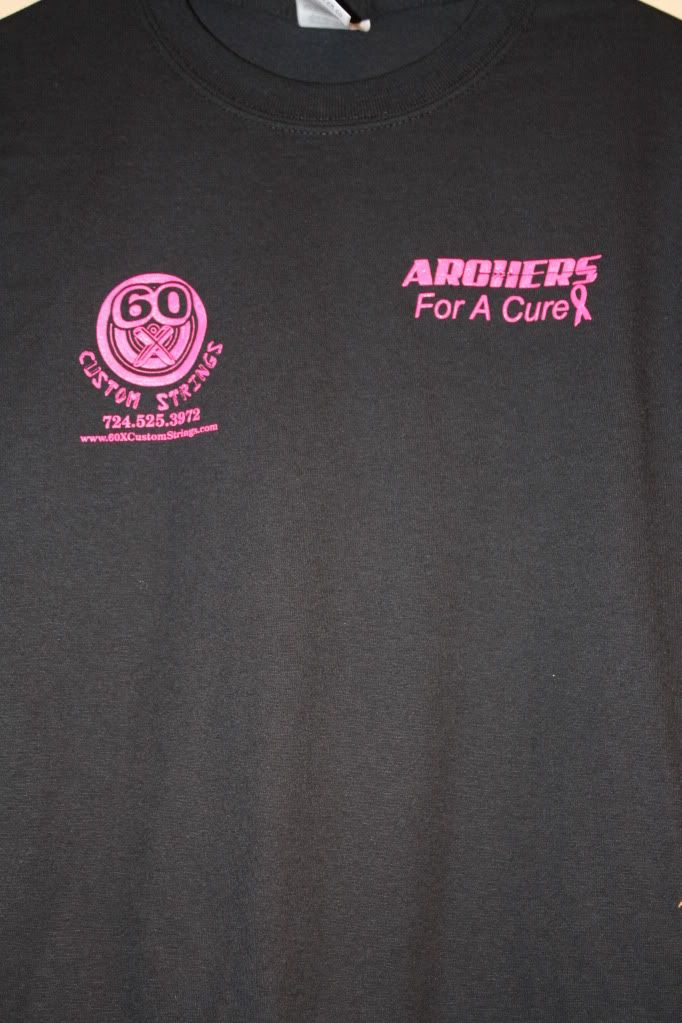 60
X
CUSTOM STRINGS
724.525.3972
www.60XCustomStrings.com
ARCHERS
For A Cure